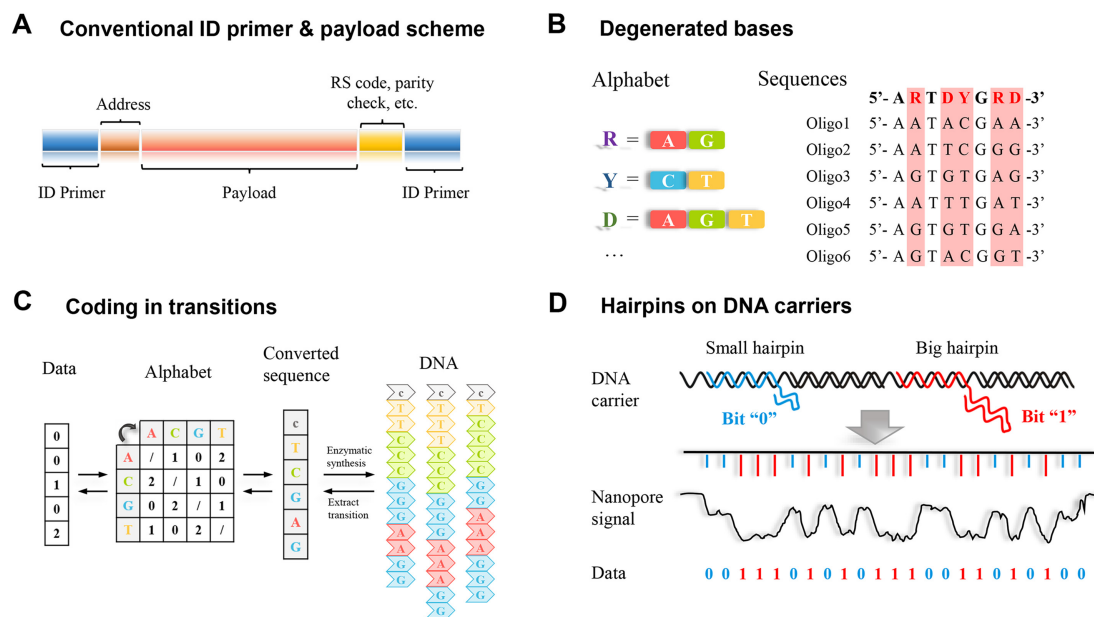 A Conventional ID primer & payload scheme
RS code, parity
check, etc.
Address
ID Primer
Payload
ID Primer
B Degenerated bases
Alphabet
R = A G
Y = C T
D = A G T
...
Sequences
5’- A R T D Y G R D -3’
Oligo1 5’- A A T A C G A A -3’
Oligo2 5’- A A T T C G G G -3’
Oligo3 5’- A G T G T G A G -3’
Oligo4 5’- A A T T T G A T -3’
Oligo5 5’- A G T G T G G A -3’
Oligo6 5’- A G T A C G G T -3’
C Coding in transitions
Data
0
0
1
0
2
Alphabet
A C G T
A / 1 0 2
C 2 / 1 0
G 0 2 / 1
T 1 0 2 /
Converted
sequence
c
T
C
G
A
G
Enzymatic
synthesis
Extract
transition
DNA
c c c
T T T
T T C
C T C
C C C
C C C
G C G
G G G
G G A
A G A
A A A
G A G
G A G
G G
G
D Hairpins on DNA carriers
Small hairpin
Big hairpin
DNA
carrier
Bit “0”
Bit “1”
Nanopore
signal
Data
0 0 1 1 1 0 1 0 1 0 1 1 1 0 0 1 1 0 1 0 1 0 0